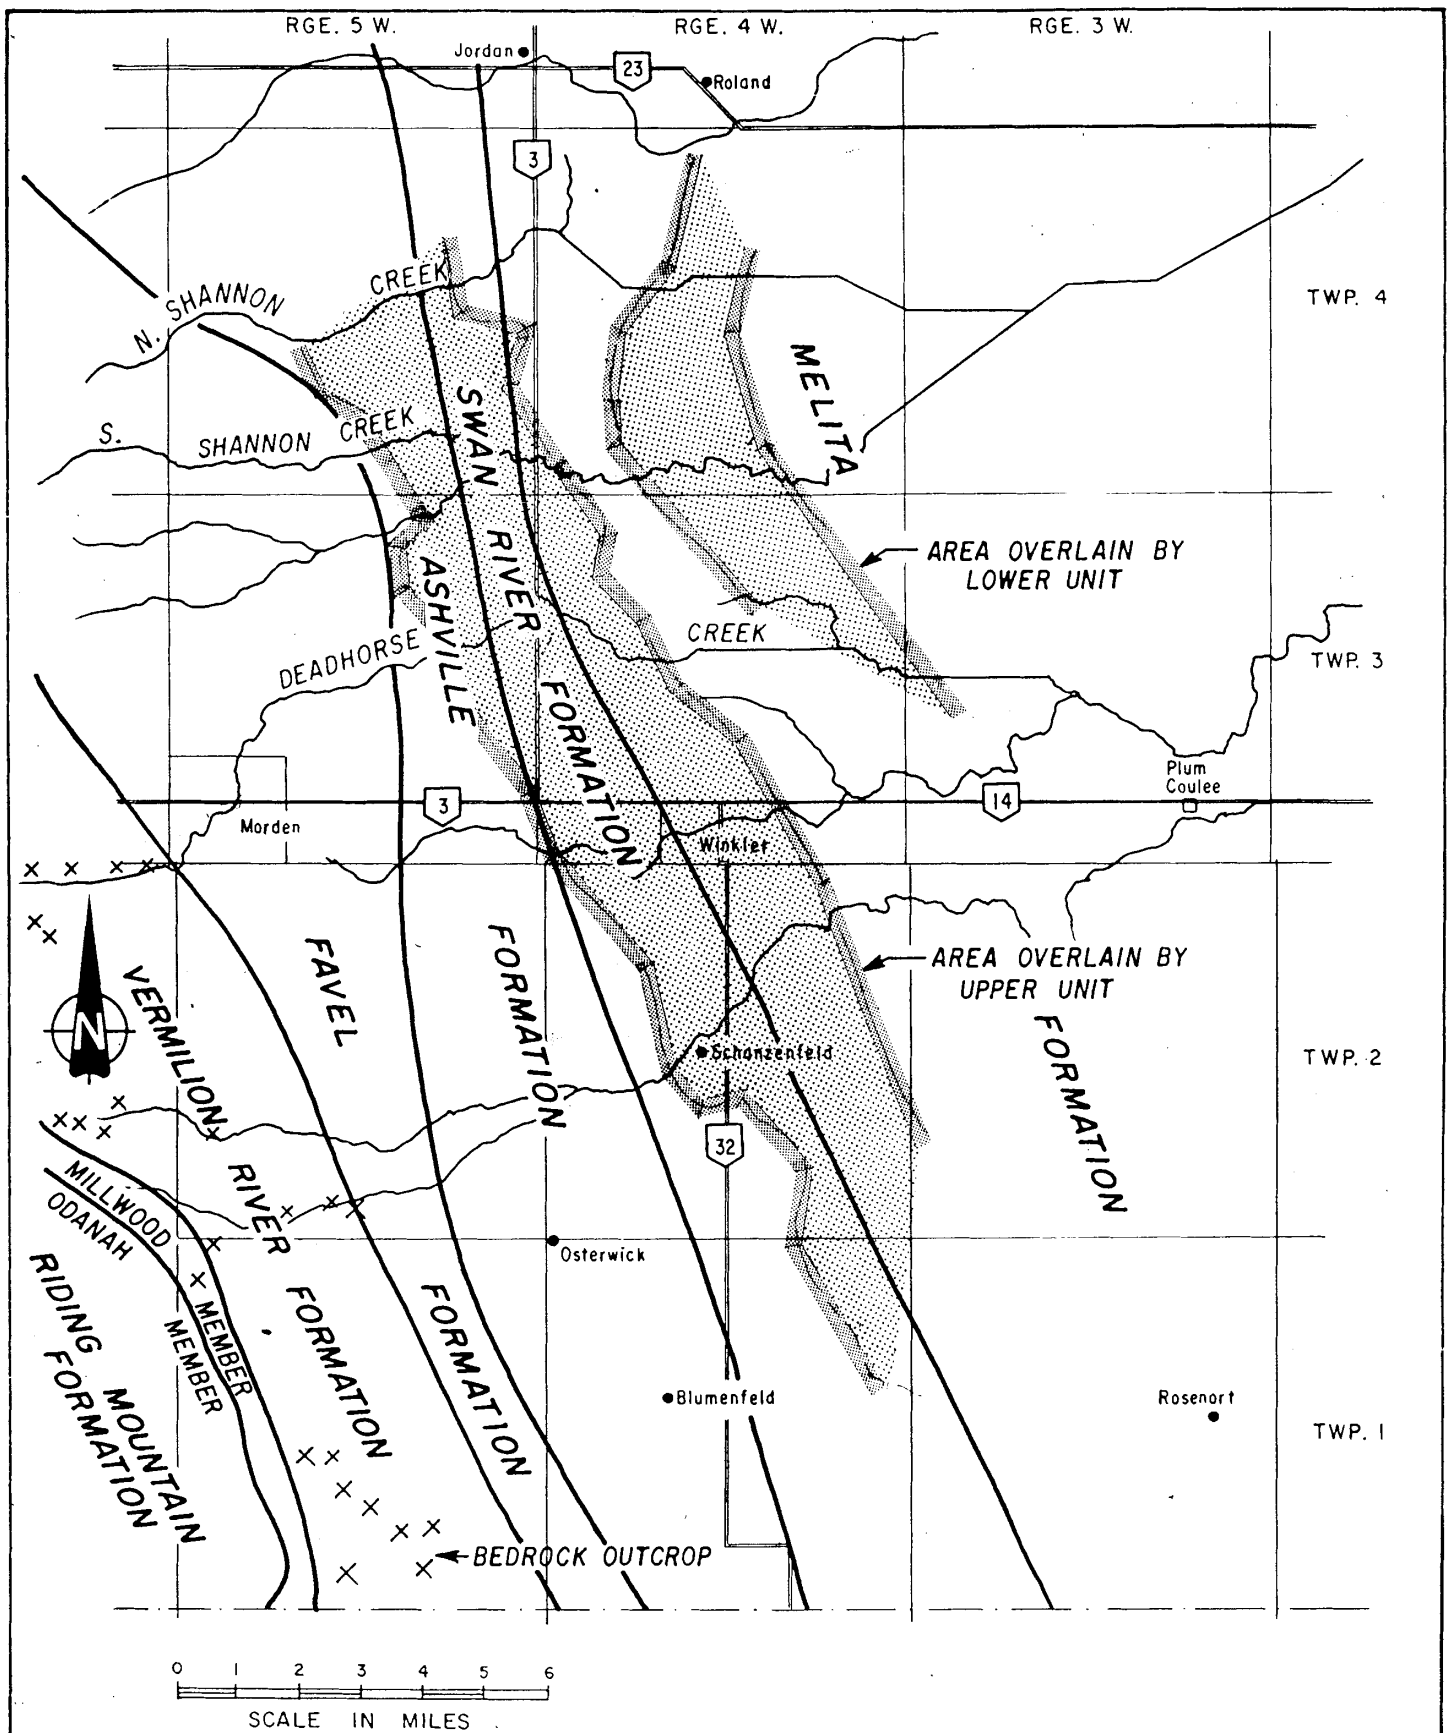 RGE. 5 W.
RGE. 4 W.
RGE. 3 W.
Jordan
23
Roland
3
N. SHANNON CREEK
TWP. 4
MELITA
S. SHANNON CREEK
SWAN RIVER FORMATION
AREA OVERLAIN BY
LOWER UNIT
ASHVILLE
DEADHORSE CREEK
TWP. 3
Plum
Coulee
3
14
Morden
Winkler
FAVEL
FORMATION
AREA OVERLAIN BY
UPPER UNIT
VERMILION
N
FORMATION
Schanzenfeld
TWP. 2
32
MILLWOOD
ODANAH
RIVER
Osterwick
RIDING MOUNTAIN
FORMATION
MEMBER
MEMBER
FORMATION
FORMATION
Blumenfeld
Rosenort
TWP. 1
BEDROCK OUTCROP
0 1 2 3 4 5 6
SCALE IN MILES